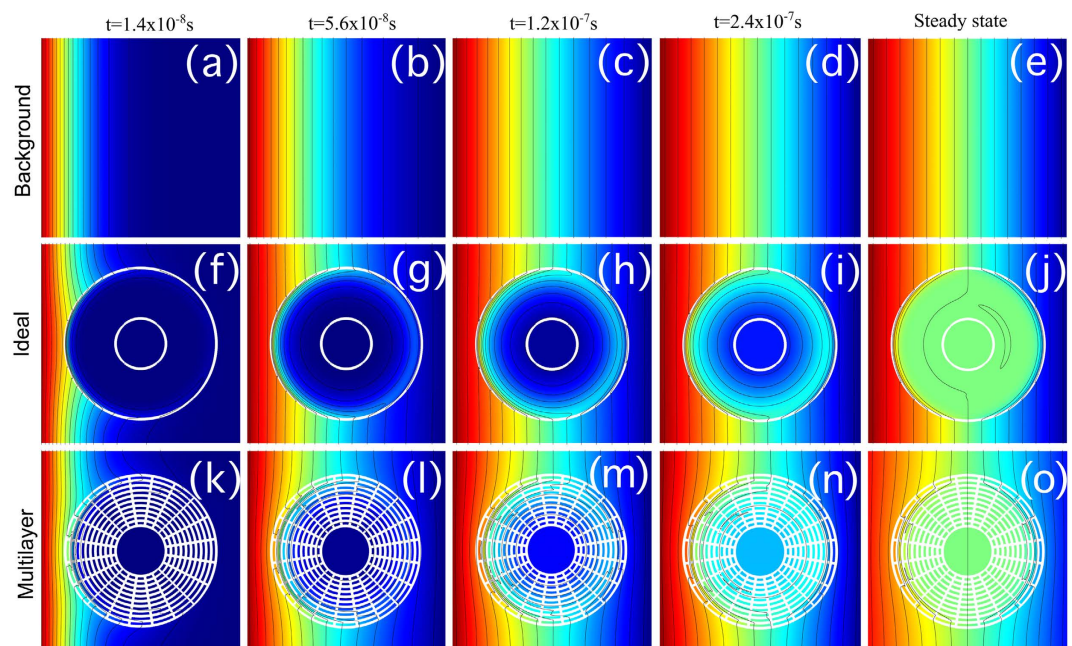 t=1.4x10⁻⁸s t=5.6x10⁻⁸s t=1.2x10⁻⁷s t=2.4x10⁻⁷s Steady state
Background (a) (b) (c) (d) (e)
Ideal (f) (g) (h) (i) (j)
Multilayer (k) (l) (m) (n) (o)